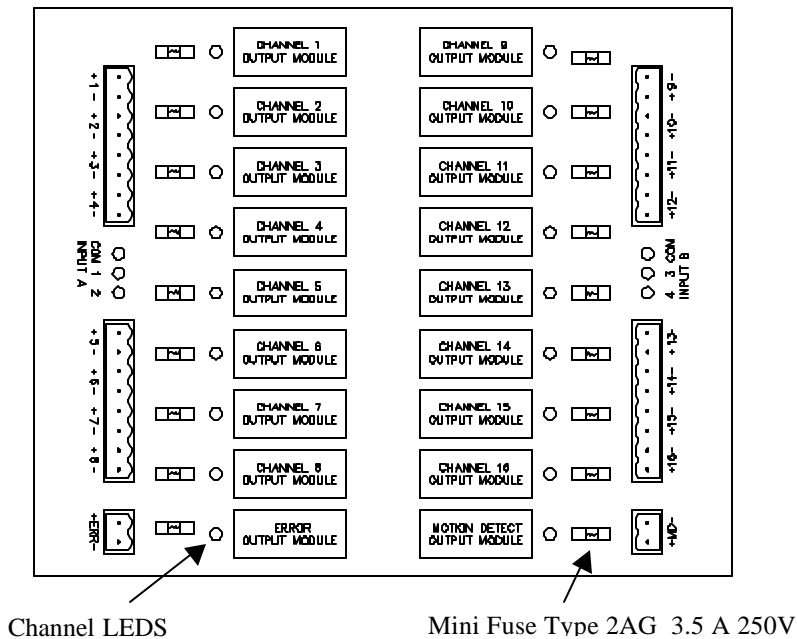 CHANNEL 1
OUTPUT MODULE
CHANNEL 2
OUTPUT MODULE
CHANNEL 3
OUTPUT MODULE
CHANNEL 4
OUTPUT MODULE
CHANNEL 5
OUTPUT MODULE
CHANNEL 6
OUTPUT MODULE
CHANNEL 7
OUTPUT MODULE
CHANNEL 8
OUTPUT MODULE
ERROR
OUTPUT MODULE
CHANNEL 9
OUTPUT MODULE
CHANNEL 10
OUTPUT MODULE
CHANNEL 11
OUTPUT MODULE
CHANNEL 12
OUTPUT MODULE
CHANNEL 13
OUTPUT MODULE
CHANNEL 14
OUTPUT MODULE
CHANNEL 15
OUTPUT MODULE
CHANNEL 16
OUTPUT MODULE
MOTION DETECT
OUTPUT MODULE
+1-
+2-
+3-
+4-
COM 1 2
INPUT A
+5-
+6-
+7-
+8-
+ERR-
+9-
+10-
+11-
+12-
4 3 COM
INPUT B
+13-
+14-
+15-
+16-
+MD-
Channel LEDS
Mini Fuse Type 2AG 3.5 A 250V